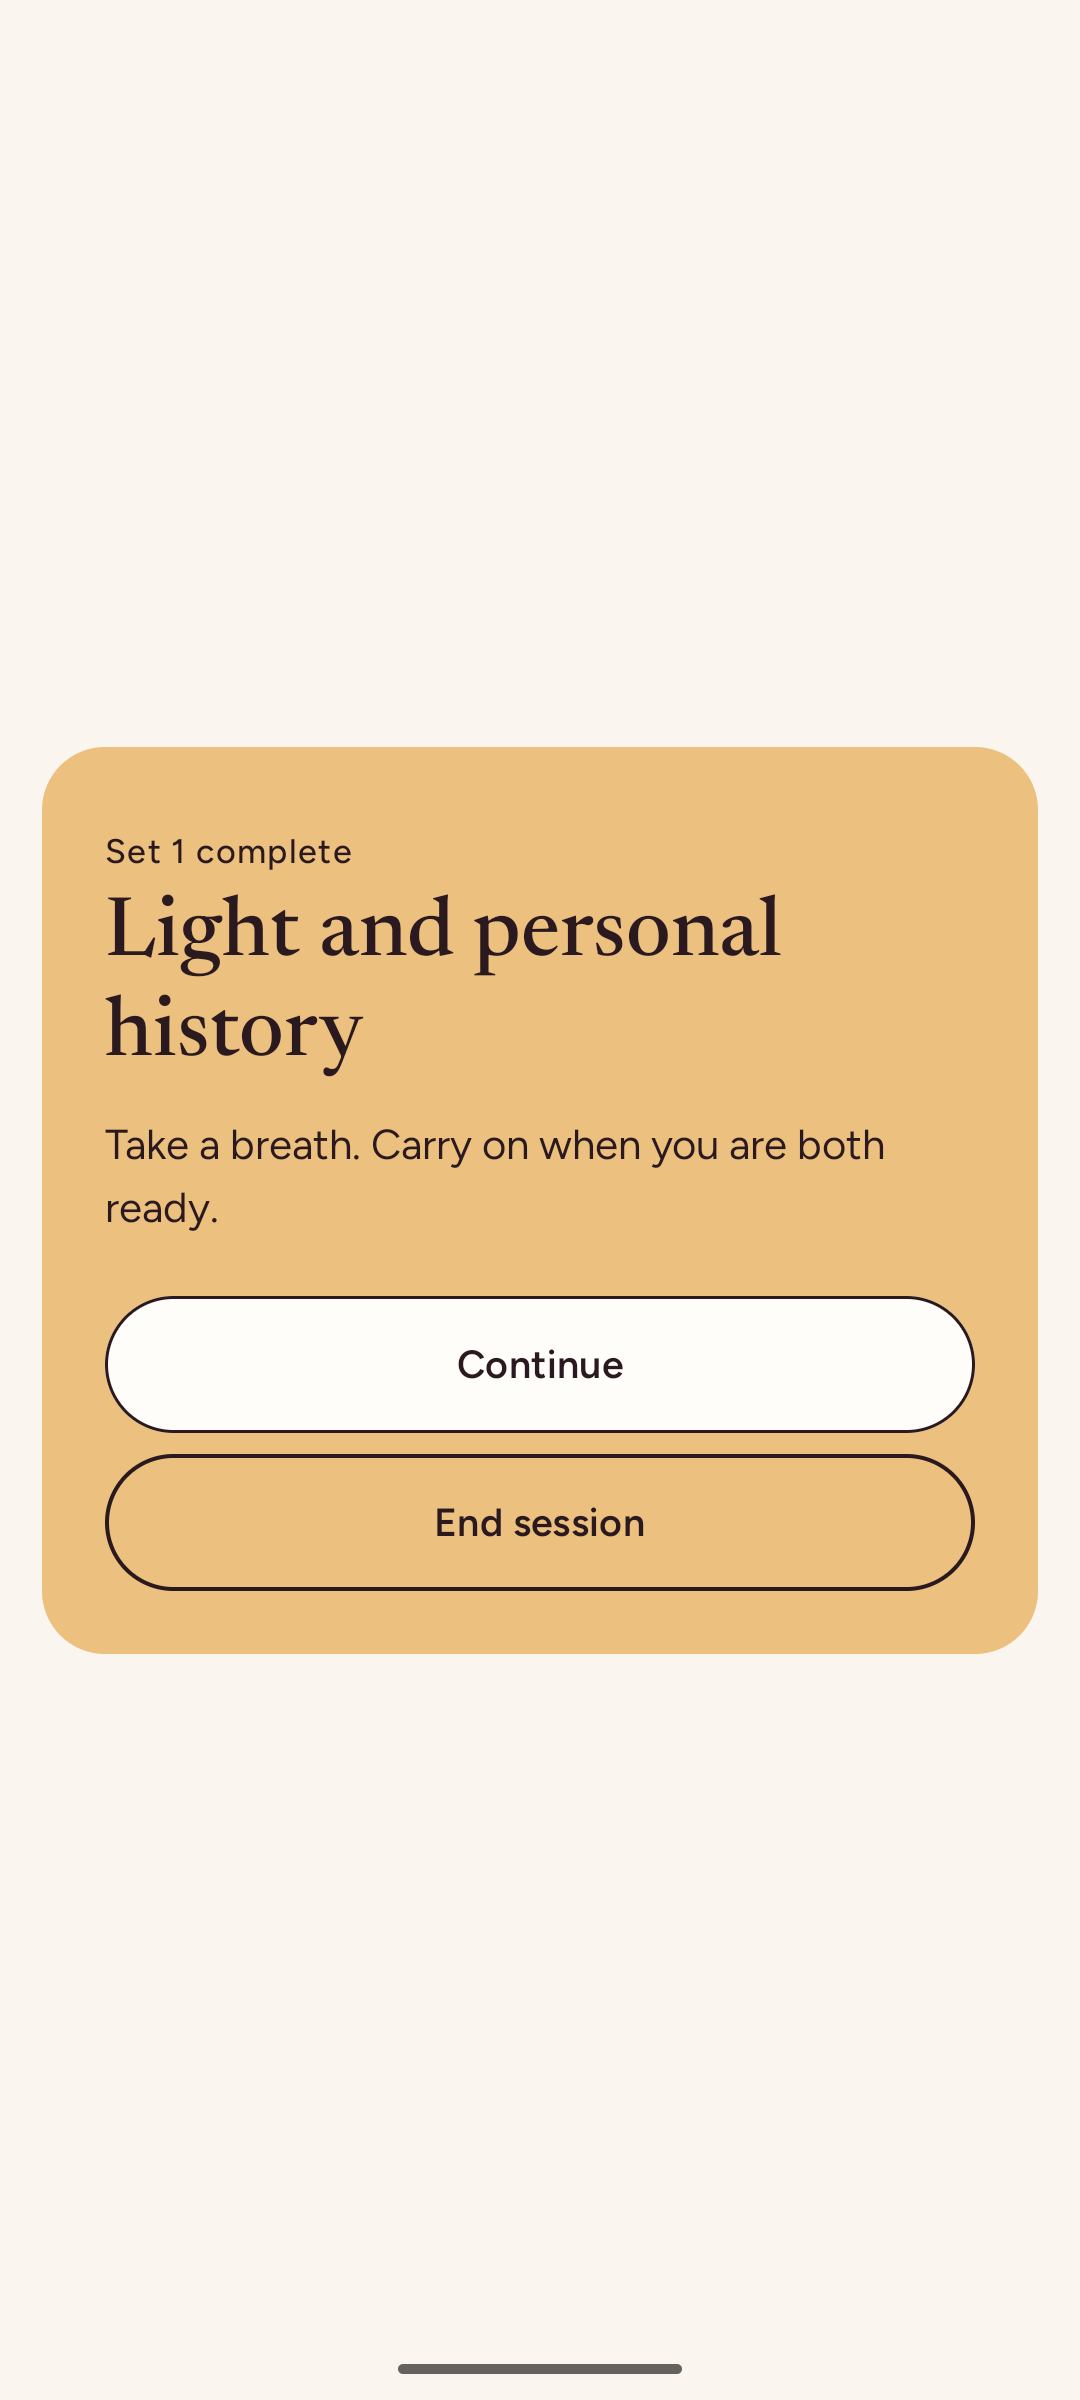 Set 1 complete
Light and personal
history
Take a breath. Carry on when you are both
ready.
Continue
End session